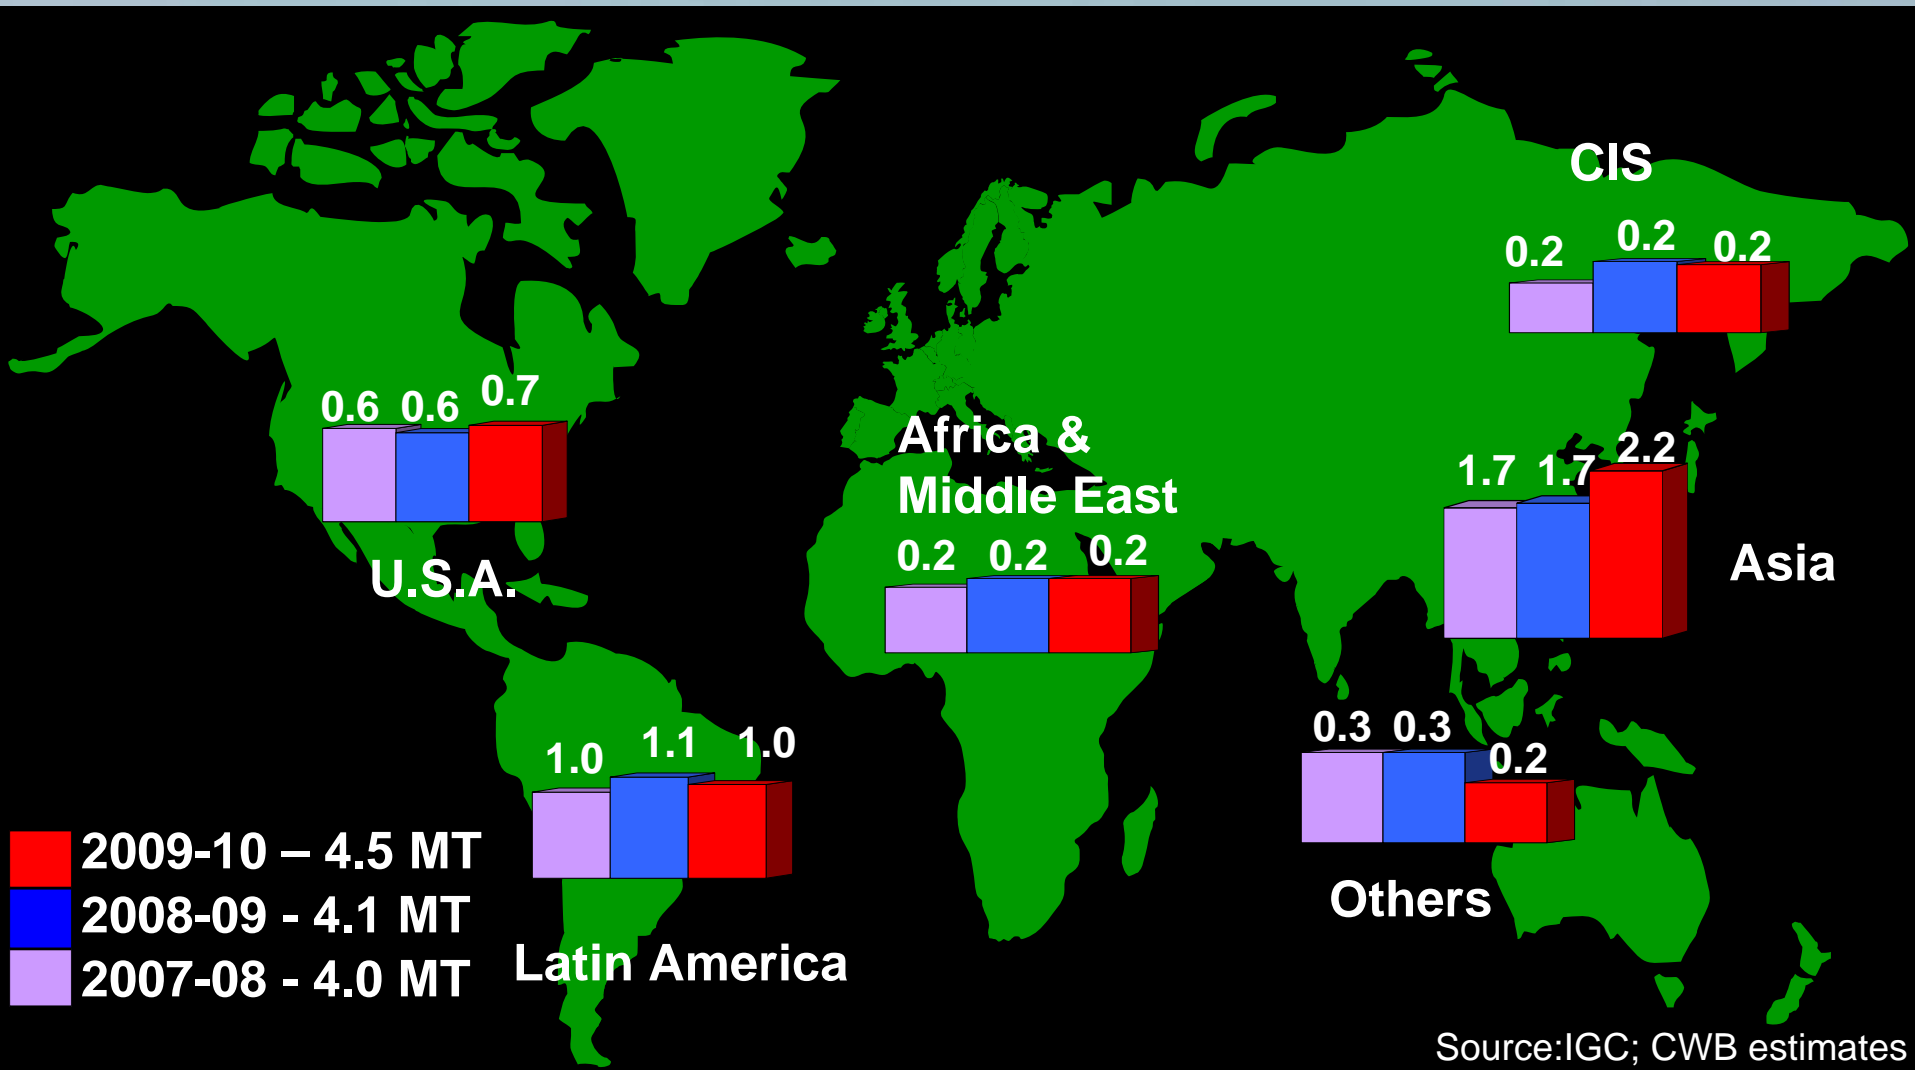 CIS
0.2 0.2 0.2
0.6 0.6 0.7
U.S.A.
Africa &
Middle East
0.2 0.2 0.2
1.7 1.7 2.2
Asia
1.0 1.1 1.0
Latin America
0.3 0.3 0.2
Others
2009-10 – 4.5 MT
2008-09 - 4.1 MT
2007-08 - 4.0 MT
Source:IGC; CWB estimates